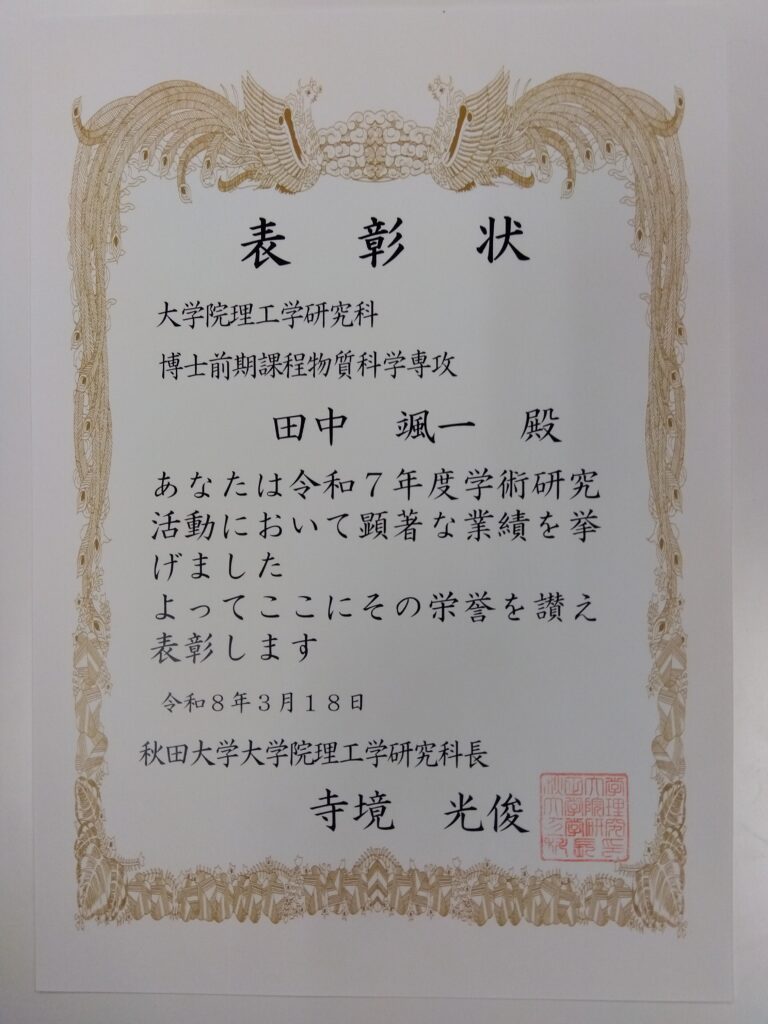 表彰状
大学院理工学研究科
博士前期課程物質科学専攻
田中 颯一 殿
あなたは令和７年度学術研究
活動において顕著な業績を挙
げました
よってここにその栄誉を讃え
表彰します
令和８年３月１８日
秋田大学大学院理工学研究科長
寺境 光俊